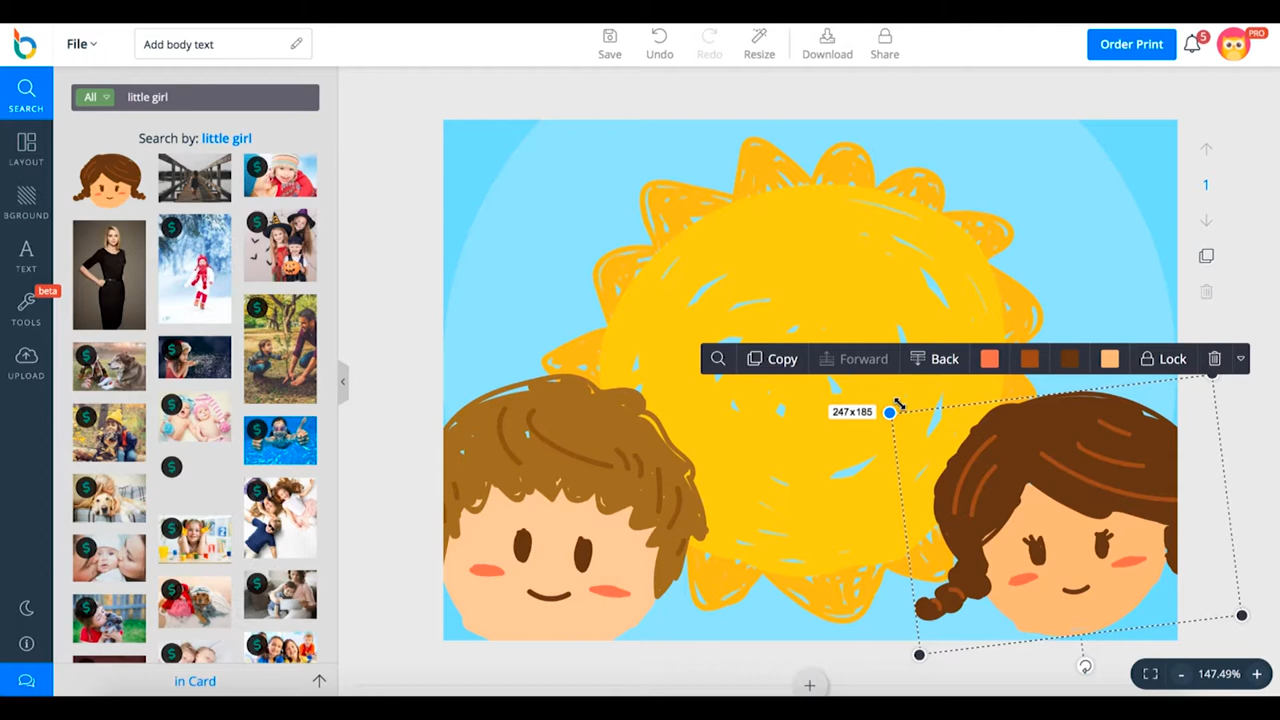 File
Add body text
Save
Undo
Redo
Resize
Download
Share
Order Print
5
PRO
SEARCH
All
little girl
Search by: little girl
LAYOUT
BGROUND
TEXT
beta
TOOLS
UPLOAD
1
Copy
Forward
Back
Lock
247x185
in Card
- 147.49% +